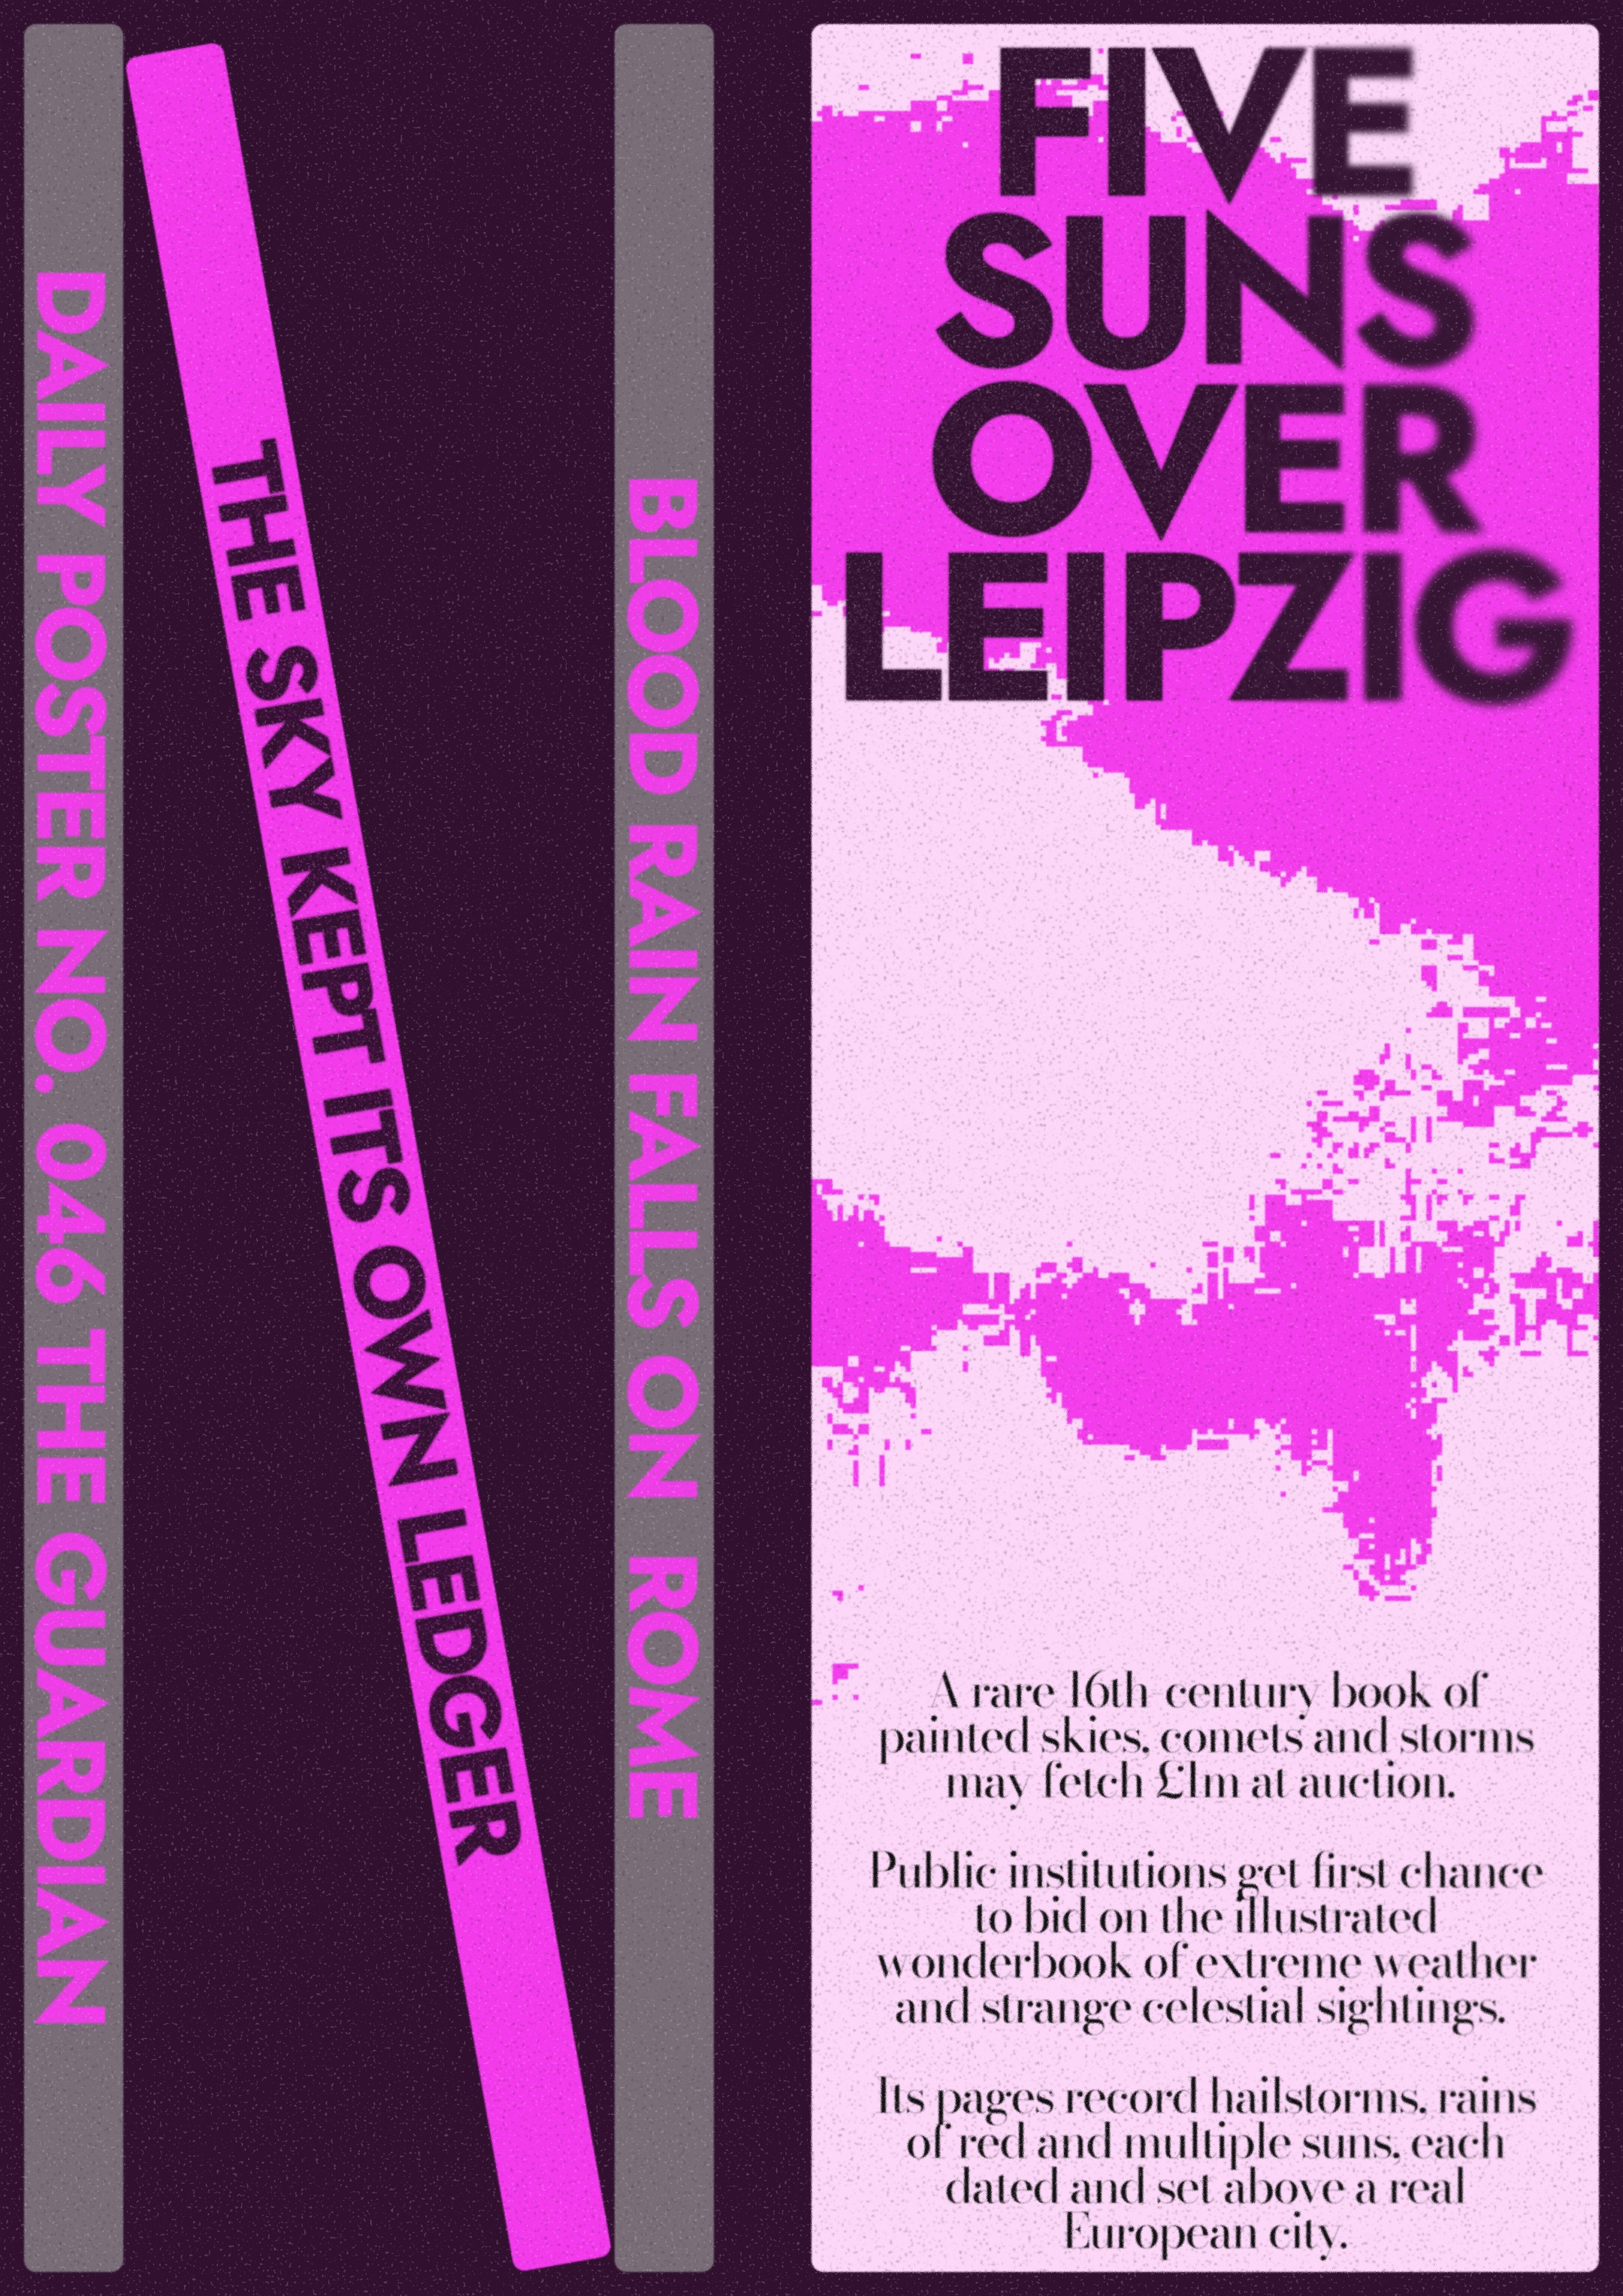 DAILY POSTER NO. 046 THE GUARDIAN
THE SKY KEPT ITS OWN LEDGER
BLOOD RAIN FALLS ON ROME
FIVE
SUNS
OVER
LEIPZIG
A rare 16th-century book of
painted skies, comets and storms
may fetch £1m at auction.
Public institutions get first chance
to bid on the illustrated
wonderbook of extreme weather
and strange celestial sightings.
Its pages record hailstorms, rains
of red and multiple suns, each
dated and set above a real
European city.